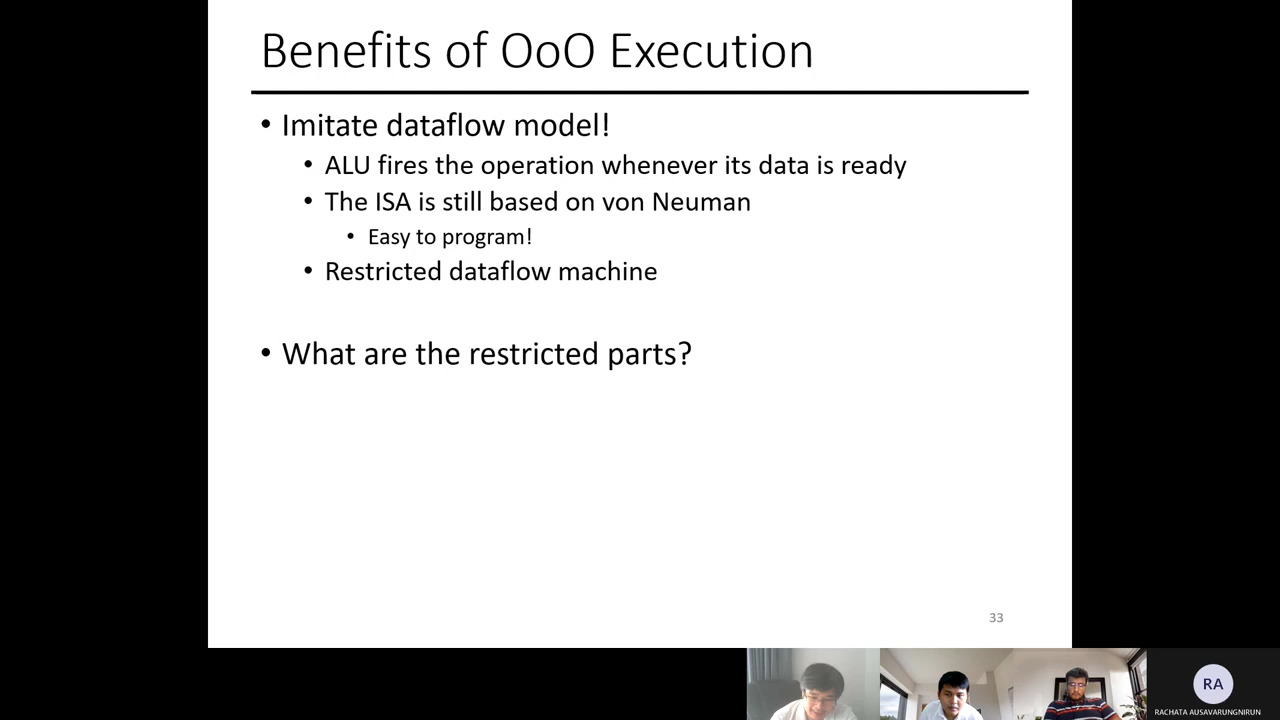 Benefits of OoO Execution
• Imitate dataflow model!
• ALU fires the operation whenever its data is ready
• The ISA is still based on von Neuman
• Easy to program!
• Restricted dataflow machine
• What are the restricted parts?
33
RA
RACHATA AUSAVARUNGNIRUN